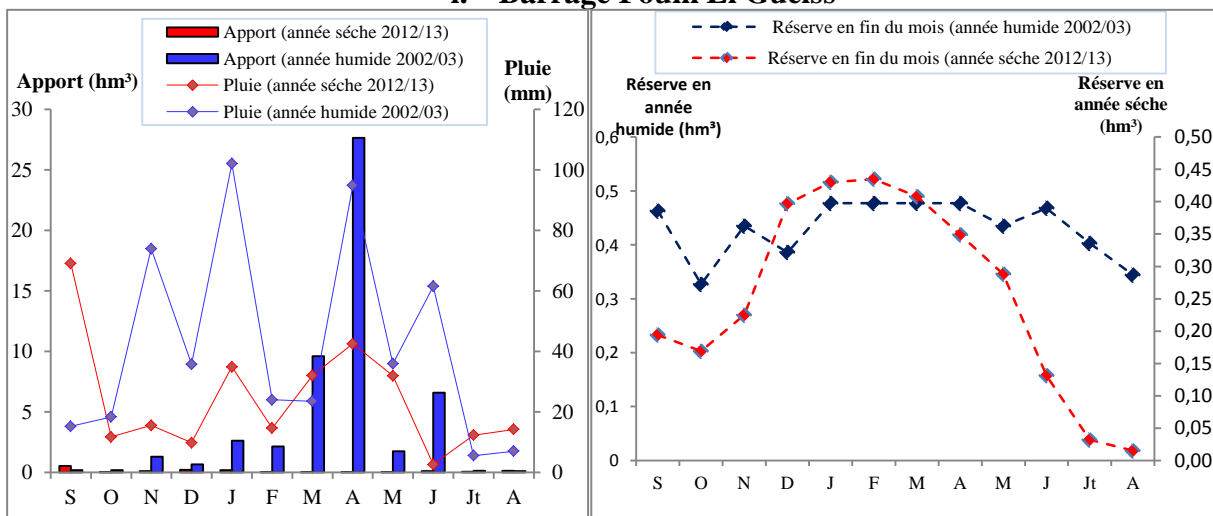 i. Barrage Foum El Gueiss
Apport (année séche 2012/13)
Apport (année humide 2002/03)
Pluie (année séche 2012/13)
Pluie (année humide 2002/03)
Apport (hm³)
Pluie
(mm)
30
25
20
15
10
5
0
120
100
80
60
40
20
0
S O N D J F M A M J Jt A
Réserve en fin du mois (année humide 2002/03)
Réserve en fin du mois (année séche 2012/13)
Réserve en
année
humide (hm³)
Réserve en
année séche
(hm³)
0,6
0,5
0,4
0,3
0,2
0,1
0
0,50
0,45
0,40
0,35
0,30
0,25
0,20
0,15
0,10
0,05
0,00
S O N D J F M A M J Jt A